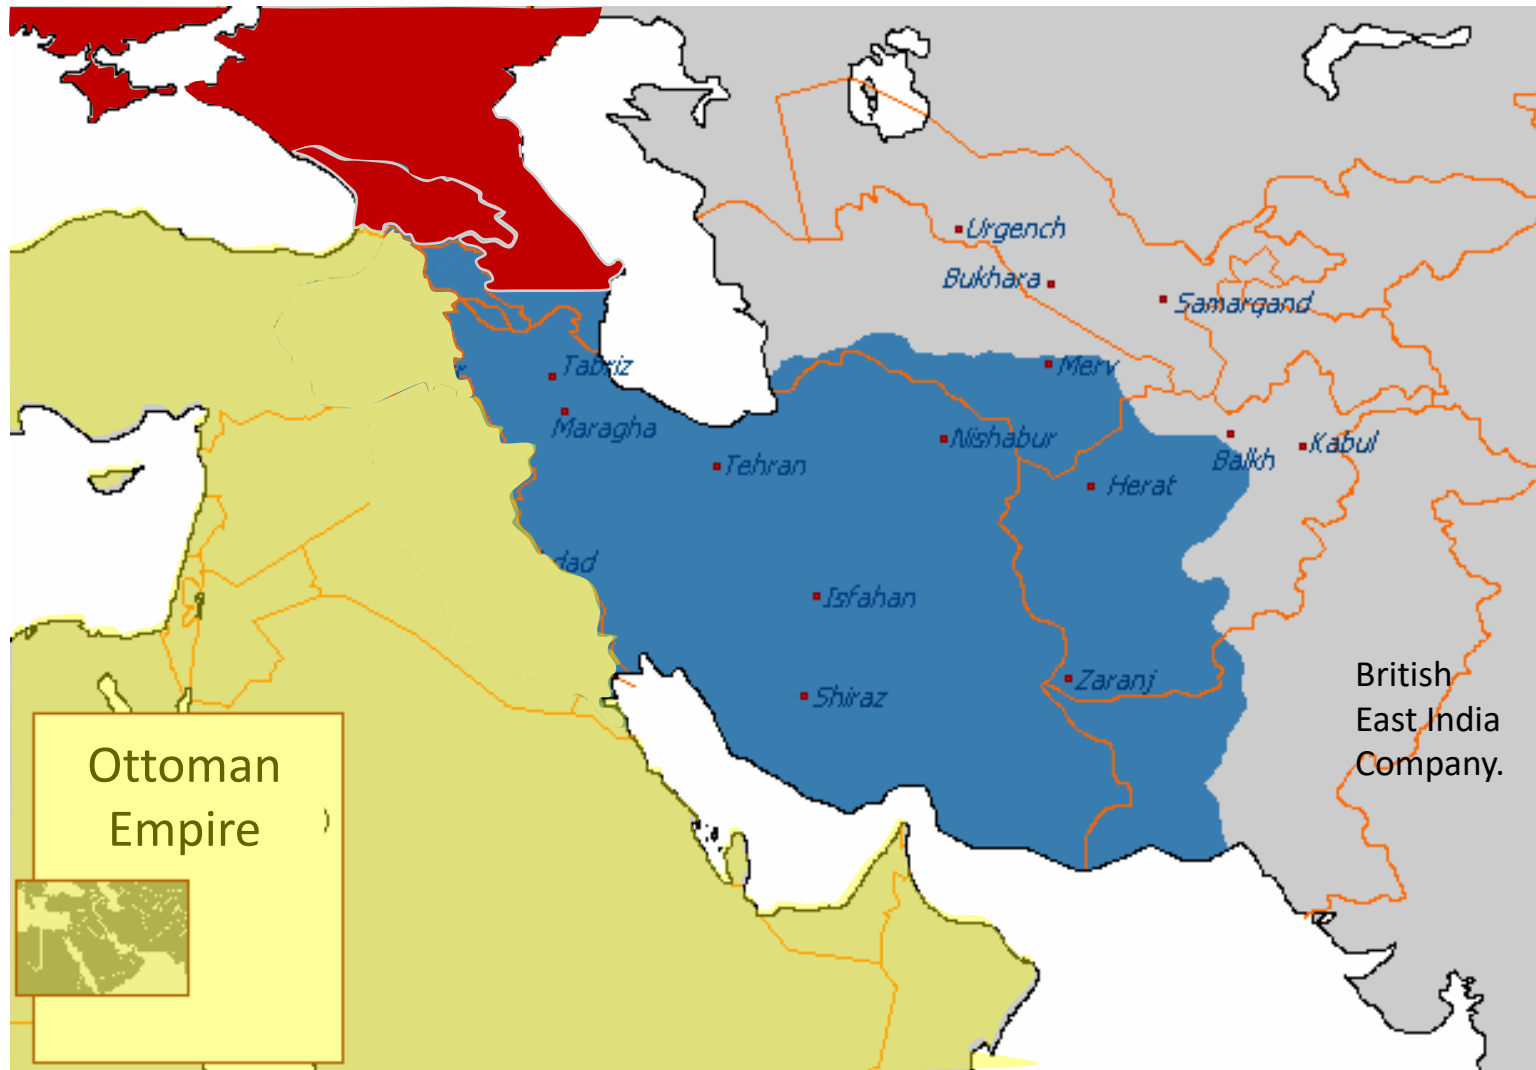 Urgench
Bukhara
Samarqand
Tabriz
Merv
Maragha
Nishabur
Kabul
Balkh
Tehran
Herat
dad
Isfahan
Zaranj
Shiraz
British
East India
Company.
Ottoman
Empire